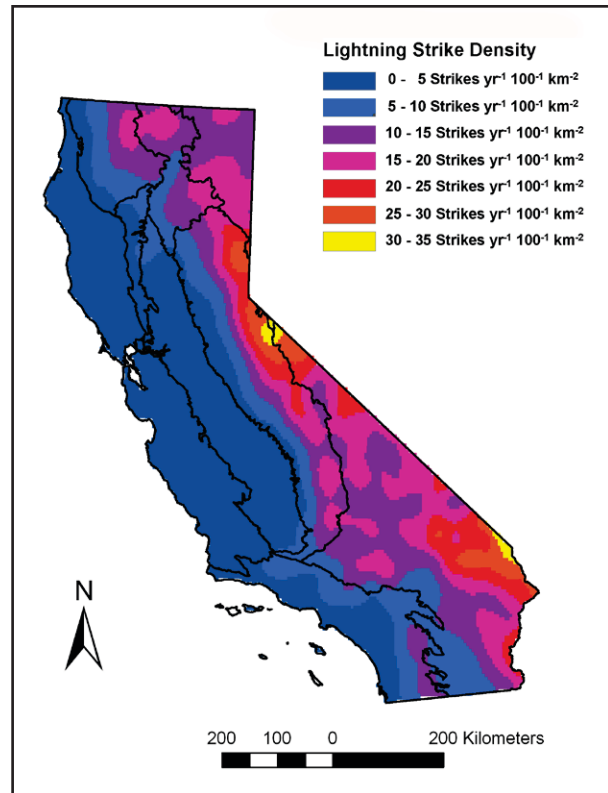 Lightning Strike Density
0 - 5 Strikes yr⁻¹ 100⁻¹ km⁻²
5 - 10 Strikes yr⁻¹ 100⁻¹ km⁻²
10 - 15 Strikes yr⁻¹ 100⁻¹ km⁻²
15 - 20 Strikes yr⁻¹ 100⁻¹ km⁻²
20 - 25 Strikes yr⁻¹ 100⁻¹ km⁻²
25 - 30 Strikes yr⁻¹ 100⁻¹ km⁻²
30 - 35 Strikes yr⁻¹ 100⁻¹ km⁻²
N
200 100 0 200 Kilometers